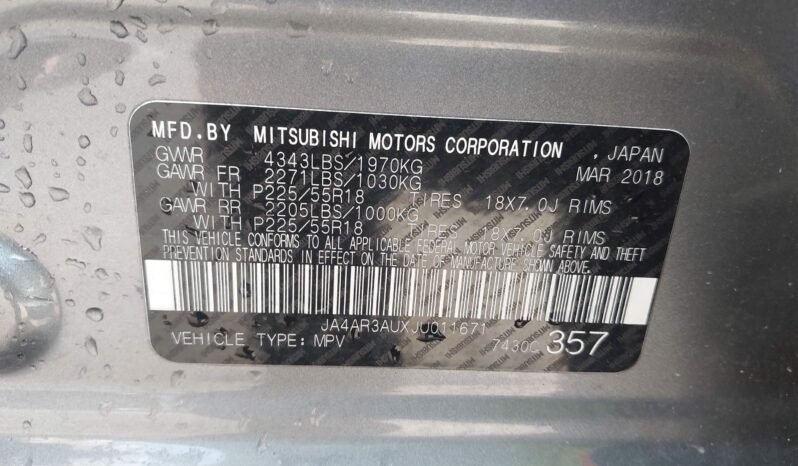 MFD.BY MITSUBISHI MOTORS CORPORATION , JAPAN
GVWR 4343LBS/1970KG MAR 2018
GAWR FR 2271LBS/1030KG
WITH P225/55R18 TIRES 18X7.0J RIMS
GAWR RR 2205LBS/1000KG
WITH P225/55R18 TIRES 18X7.0J RIMS
THIS VEHICLE CONFORMS TO ALL APPLICABLE FEDERAL MOTOR VEHICLE SAFETY AND THEFT
PREVENTION STANDARDS IN EFFECT ON THE DATE OF MANUFACTURE SHOWN ABOVE.
JA4AR3AUXJU011671
VEHICLE TYPE: MPV 7430C 357